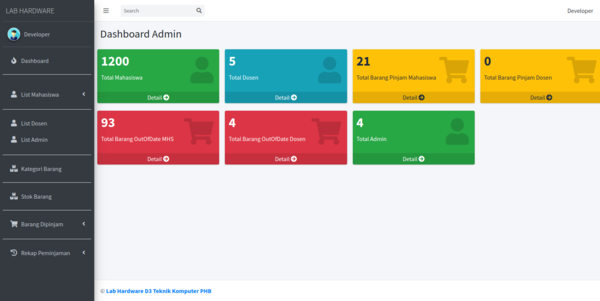 LAB HARDWARE
Search
Developer
Developer
Dashboard
List Mahasiswa
List Dosen
List Admin
Kategori Barang
Stok Barang
Barang Dipinjam
Rekap Peminjaman
Dashboard Admin
1200
Total Mahasiswa
Detail
5
Total Dosen
Detail
21
Total Barang Pinjam Mahasiswa
Detail
0
Total Barang Pinjam Dosen
Detail
93
Total Barang OutOfDate MHS
Detail
4
Total Barang OutOfDate Dosen
Detail
4
Total Admin
Detail
© Lab Hardware D3 Teknik Komputer PHB